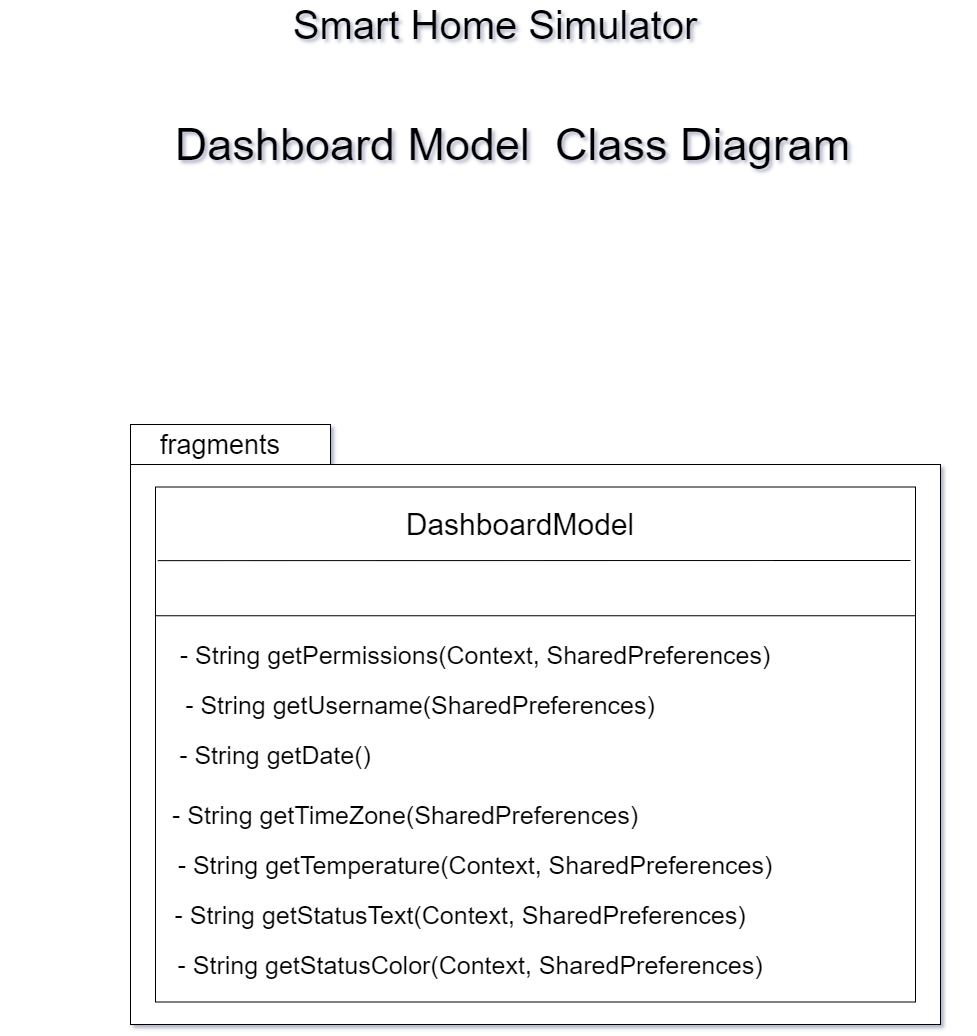 Smart Home Simulator
Dashboard Model Class Diagram
fragments
DashboardModel
- String getPermissions(Context, SharedPreferences)
- String getUsername(SharedPreferences)
- String getDate()
- String getTimeZone(SharedPreferences)
- String getTemperature(Context, SharedPreferences)
- String getStatusText(Context, SharedPreferences)
- String getStatusColor(Context, SharedPreferences)